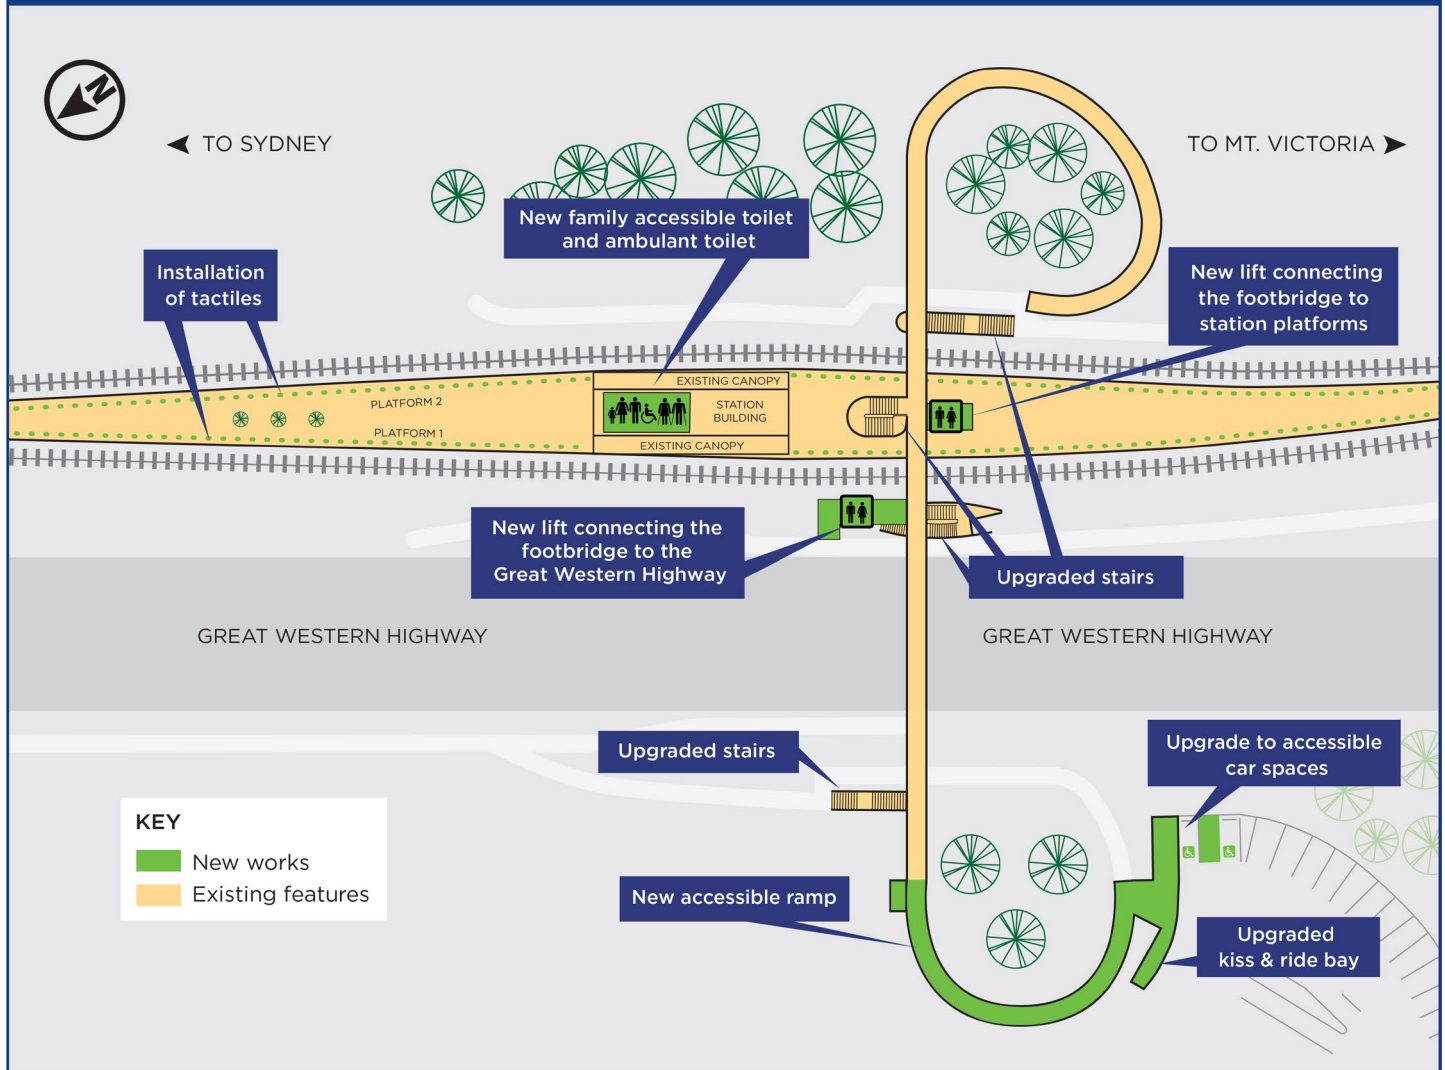 N
TO SYDNEY
TO MT. VICTORIA
New family accessible toilet
and ambulant toilet
Installation
of tactiles
New lift connecting
the footbridge to
station platforms
EXISTING CANOPY
PLATFORM 2
STATION
BUILDING
PLATFORM 1
EXISTING CANOPY
New lift connecting the
footbridge to the
Great Western Highway
Upgraded stairs
GREAT WESTERN HIGHWAY
GREAT WESTERN HIGHWAY
Upgraded stairs
Upgrade to accessible
car spaces
KEY
New works
Existing features
New accessible ramp
Upgraded
kiss & ride bay